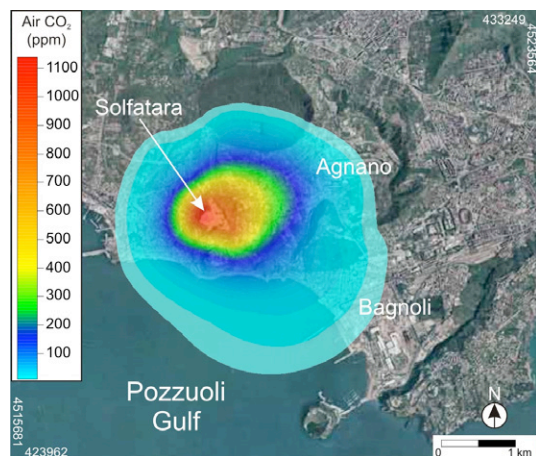 Air CO₂
(ppm)
1100
1000
900
800
700
600
500
400
300
200
100
433249
4523564
Solfatara
Agnano
Bagnoli
Pozzuoli
Gulf
N
4515681
423962
0
1 km